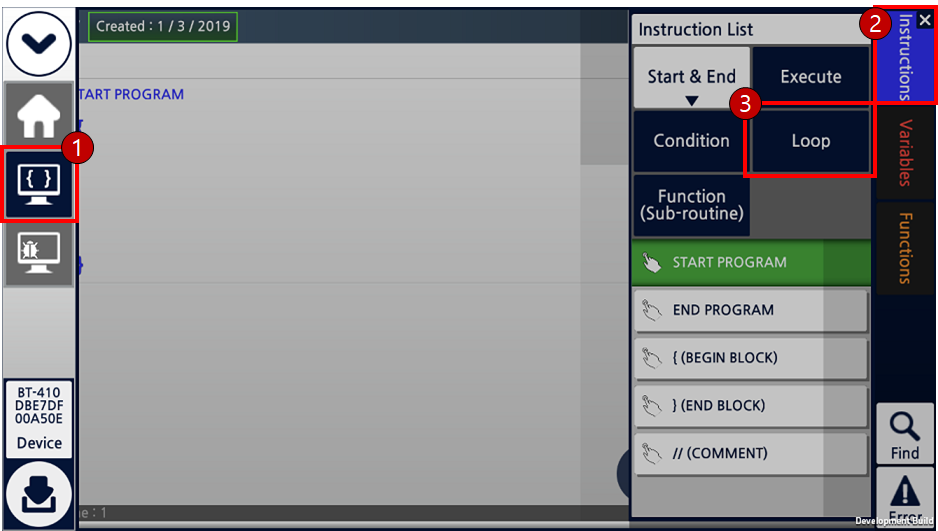 Created : 1 / 3 / 2019
TART PROGRAM
{ }
1
BT-410
DBE7DF
00A50E
Device
: 1
Instruction List
Start & End
Execute
3
Condition
Loop
Function
(Sub-routine)
START PROGRAM
END PROGRAM
{ (BEGIN BLOCK)
} (END BLOCK)
// (COMMENT)
2
Instructions
Variables
Functions
Find
Error
Development Build